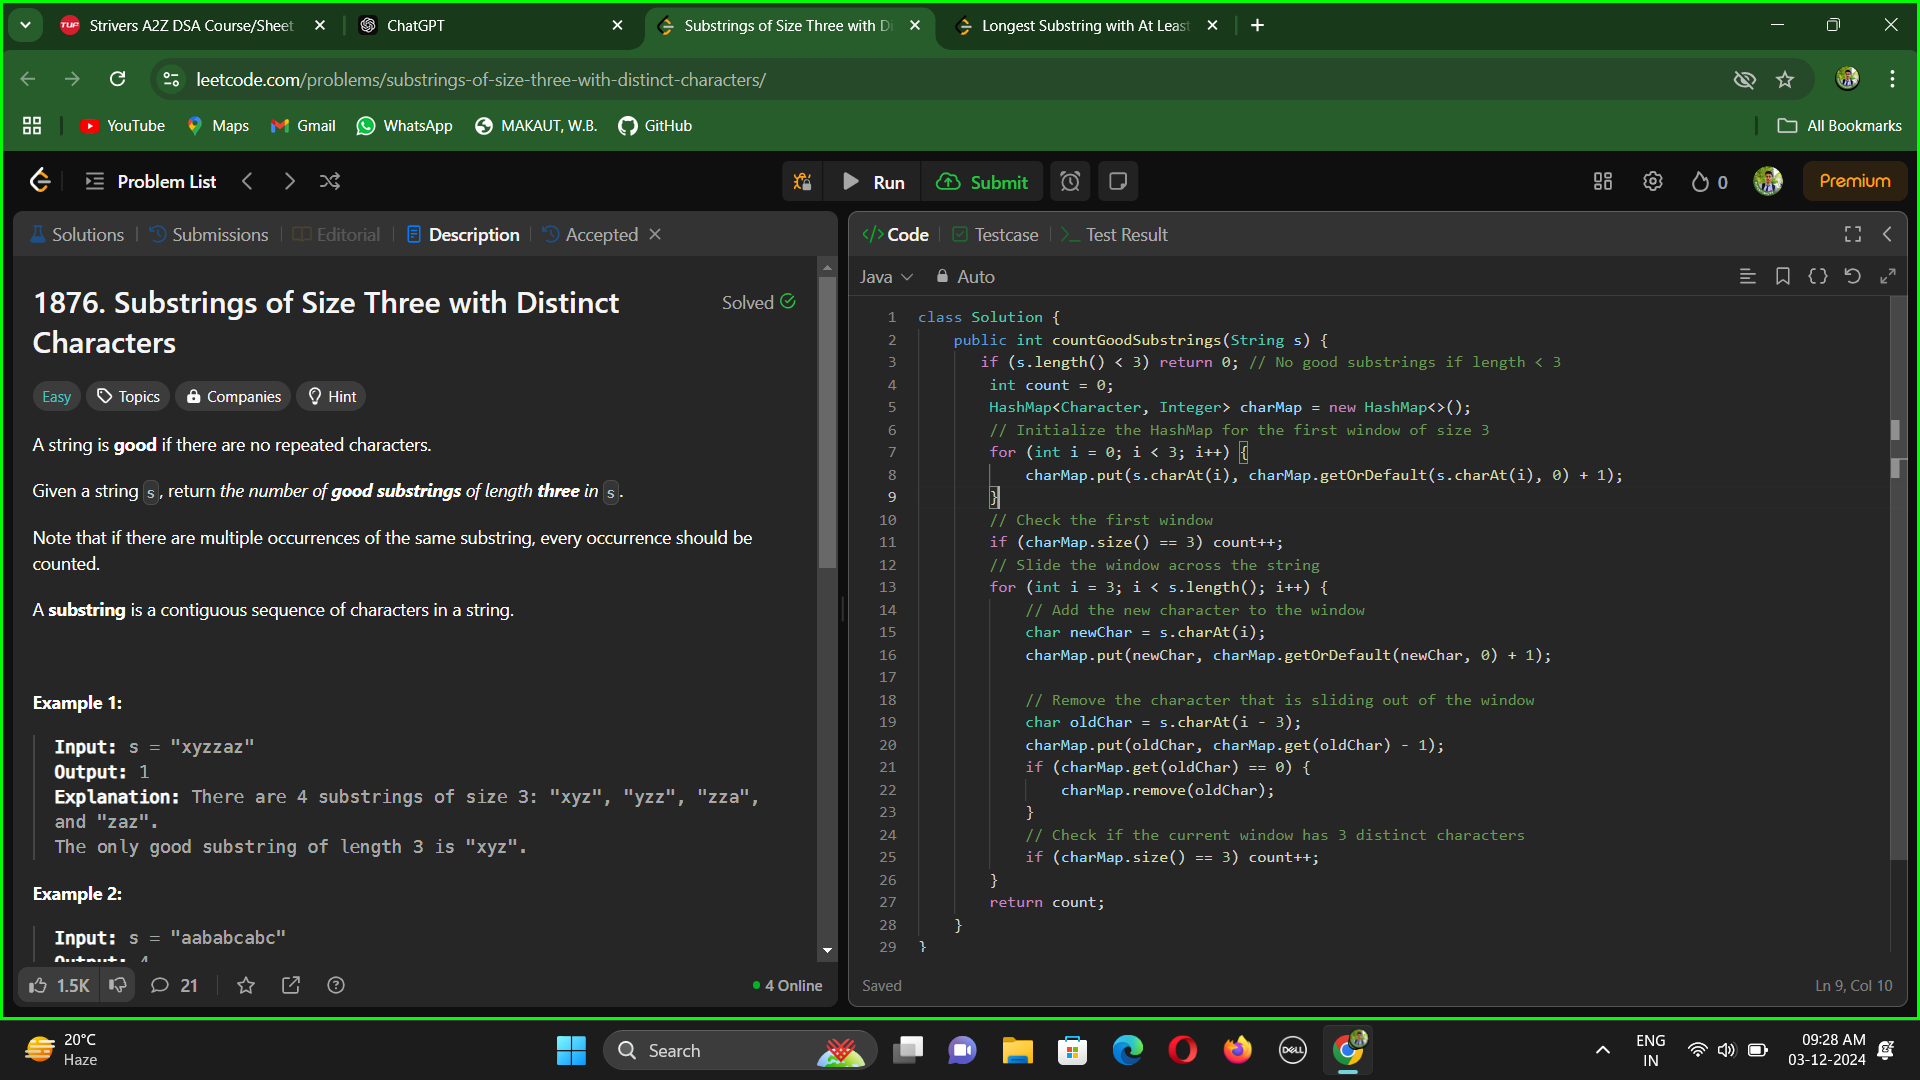 Strivers A2Z DSA Course/Sheet
ChatGPT
Substrings of Size Three with Di
Longest Substring with At Least
leetcode.com/problems/substrings-of-size-three-with-distinct-characters/
YouTube
Maps
Gmail
WhatsApp
MAKAUT, W.B.
GitHub
All Bookmarks
Problem List
Run
Submit
0
Premium
Solutions
Submissions
Editorial
Description
Accepted
1876. Substrings of Size Three with Distinct
Characters
Solved
Easy
Topics
Companies
Hint
A string is good if there are no repeated characters.
Given a string s, return the number of good substrings of length three in s.
Note that if there are multiple occurrences of the same substring, every occurrence should be
counted.
A substring is a contiguous sequence of characters in a string.
Example 1:
Input: s = "xyzzaz"
Output: 1
Explanation: There are 4 substrings of size 3: "xyz", "yzz", "zza",
and "zaz".
The only good substring of length 3 is "xyz".
Example 2:
Input: s = "aababcabc"
Output: 4
1.5K
21
4 Online
</> Code
Testcase
>_ Test Result
Java
Auto
1 class Solution {
2 public int countGoodSubstrings(String s) {
3 if (s.length() < 3) return 0; // No good substrings if length < 3
4 int count = 0;
5 HashMap<Character, Integer> charMap = new HashMap<>();
6 // Initialize the HashMap for the first window of size 3
7 for (int i = 0; i < 3; i++) {
8 charMap.put(s.charAt(i), charMap.getOrDefault(s.charAt(i), 0) + 1);
9 }
10 // Check the first window
11 if (charMap.size() == 3) count++;
12 // Slide the window across the string
13 for (int i = 3; i < s.length(); i++) {
14 // Add the new character to the window
15 char newChar = s.charAt(i);
16 charMap.put(newChar, charMap.getOrDefault(newChar, 0) + 1);
17
18 // Remove the character that is sliding out of the window
19 char oldChar = s.charAt(i - 3);
20 charMap.put(oldChar, charMap.get(oldChar) - 1);
21 if (charMap.get(oldChar) == 0) {
22 charMap.remove(oldChar);
23 }
24 // Check if the current window has 3 distinct characters
25 if (charMap.size() == 3) count++;
26 }
27 return count;
28 }
29 }
Saved
Ln 9, Col 10
20°C
Haze
Search
DELL
ENG
IN
09:28 AM
03-12-2024